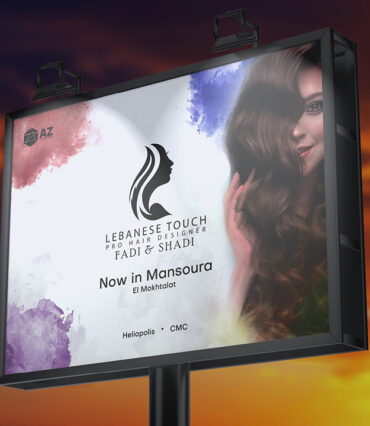 AZ
LEBANESE TOUCH
PRO HAIR DESIGNER
FADI & SHADI
Now in Mansoura
El Mokhtalat
Heliopolis • CMC